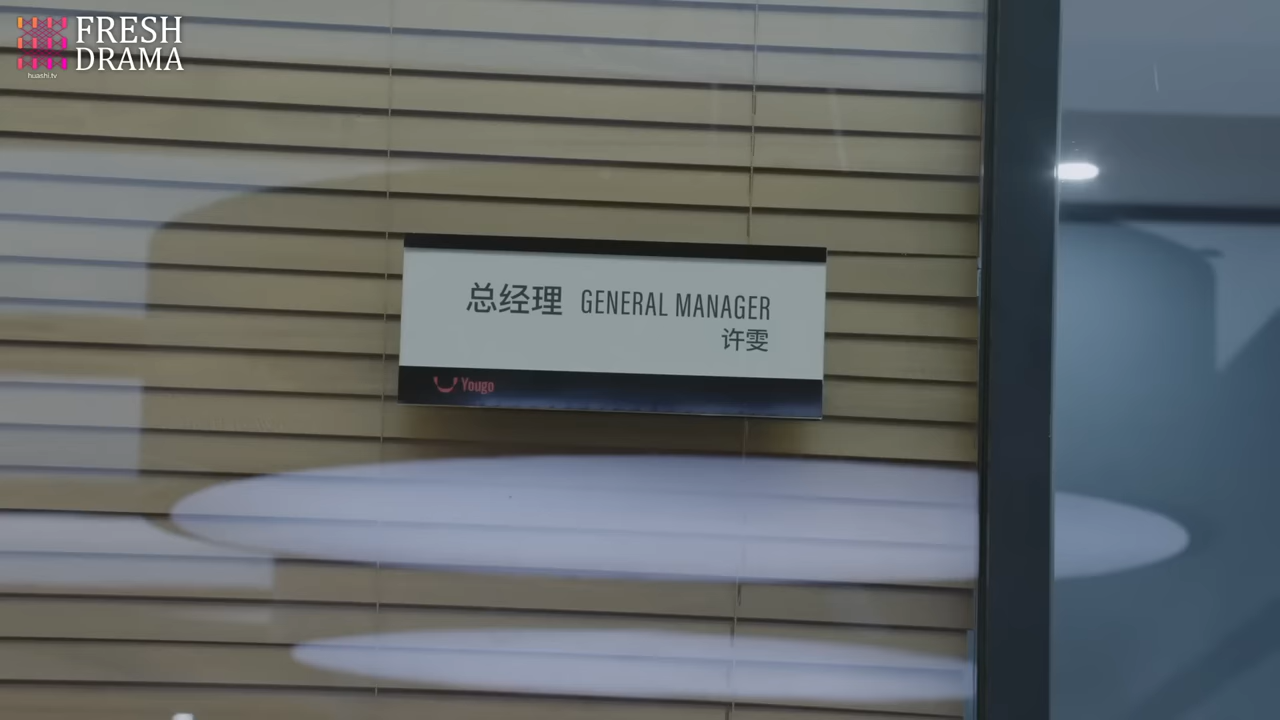 FRESH
DRAMA
huashi.tv
总经理 GENERAL MANAGER
许雯
Yougo